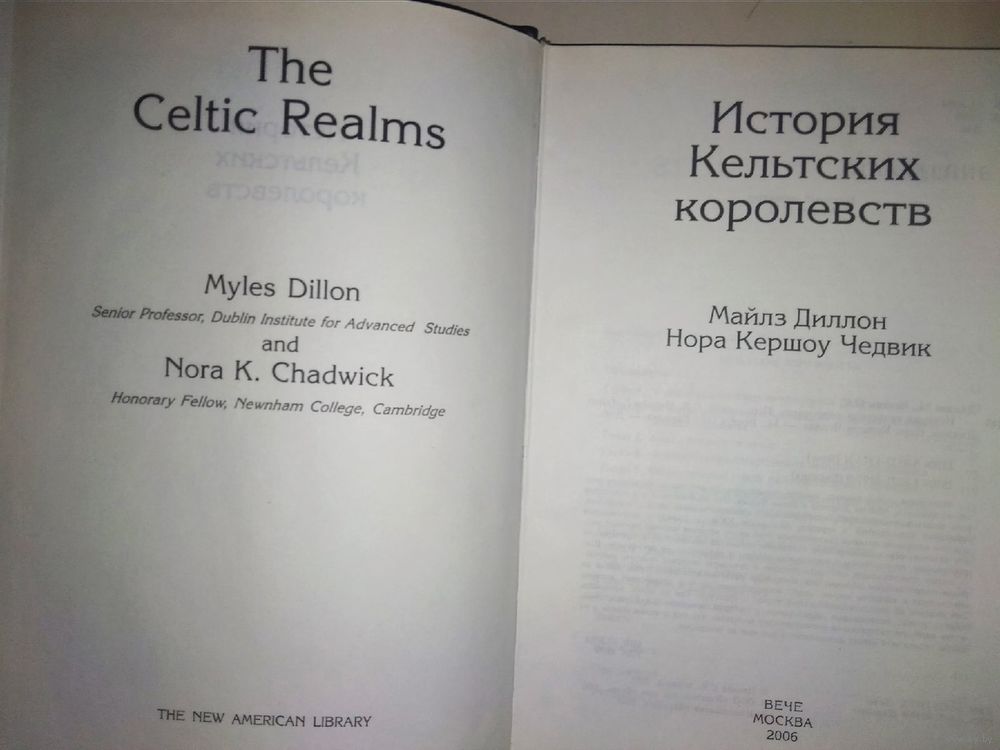 The
Celtic Realms
Myles Dillon
Senior Professor, Dublin Institute for Advanced Studies
and
Nora K. Chadwick
Honorary Fellow, Newnham College, Cambridge
THE NEW AMERICAN LIBRARY
История
Кельтских
королевств
Майлз Диллон
Нора Кершоу Чедвик
ВЕЧЕ
МОСКВА
2006